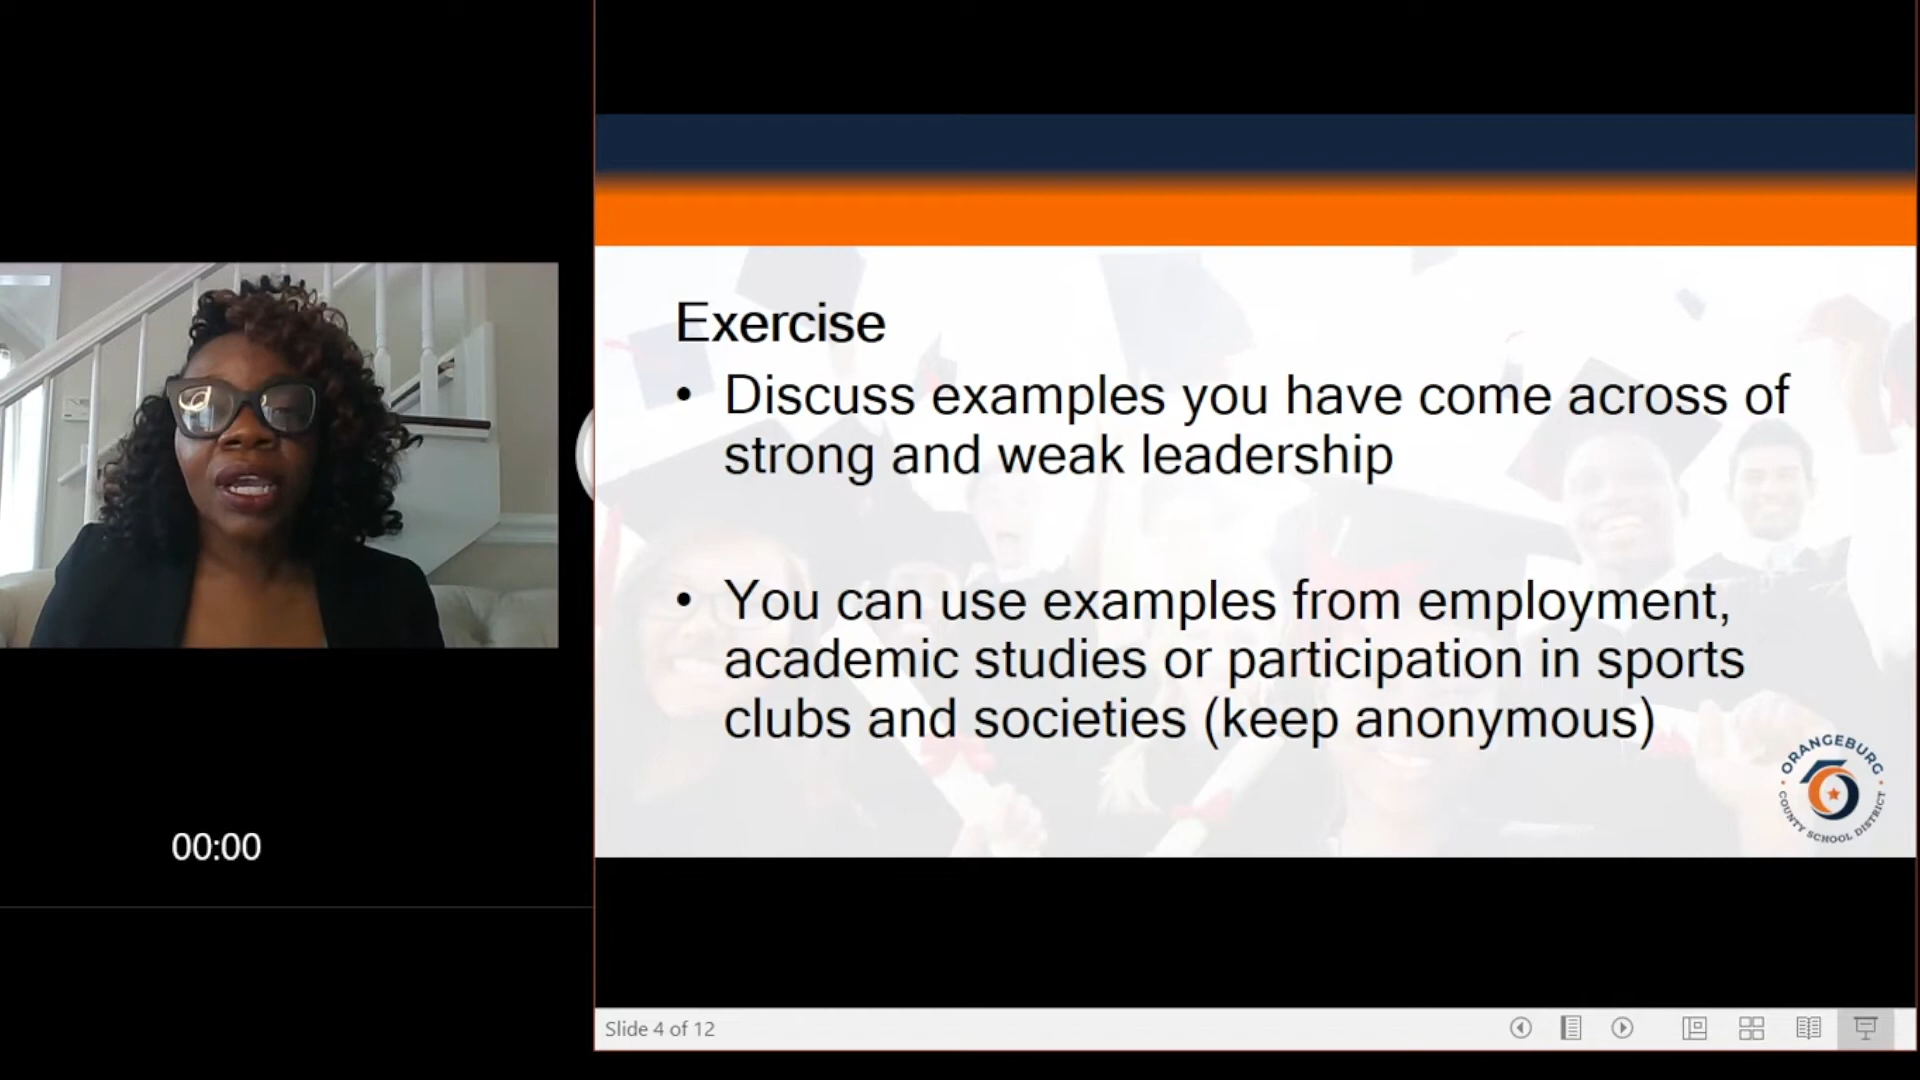 Exercise
• Discuss examples you have come across of
strong and weak leadership
• You can use examples from employment,
academic studies or participation in sports
clubs and societies (keep anonymous)
ORANGEBURG
COUNTY SCHOOL DISTRICT
00:00
Slide 4 of 12